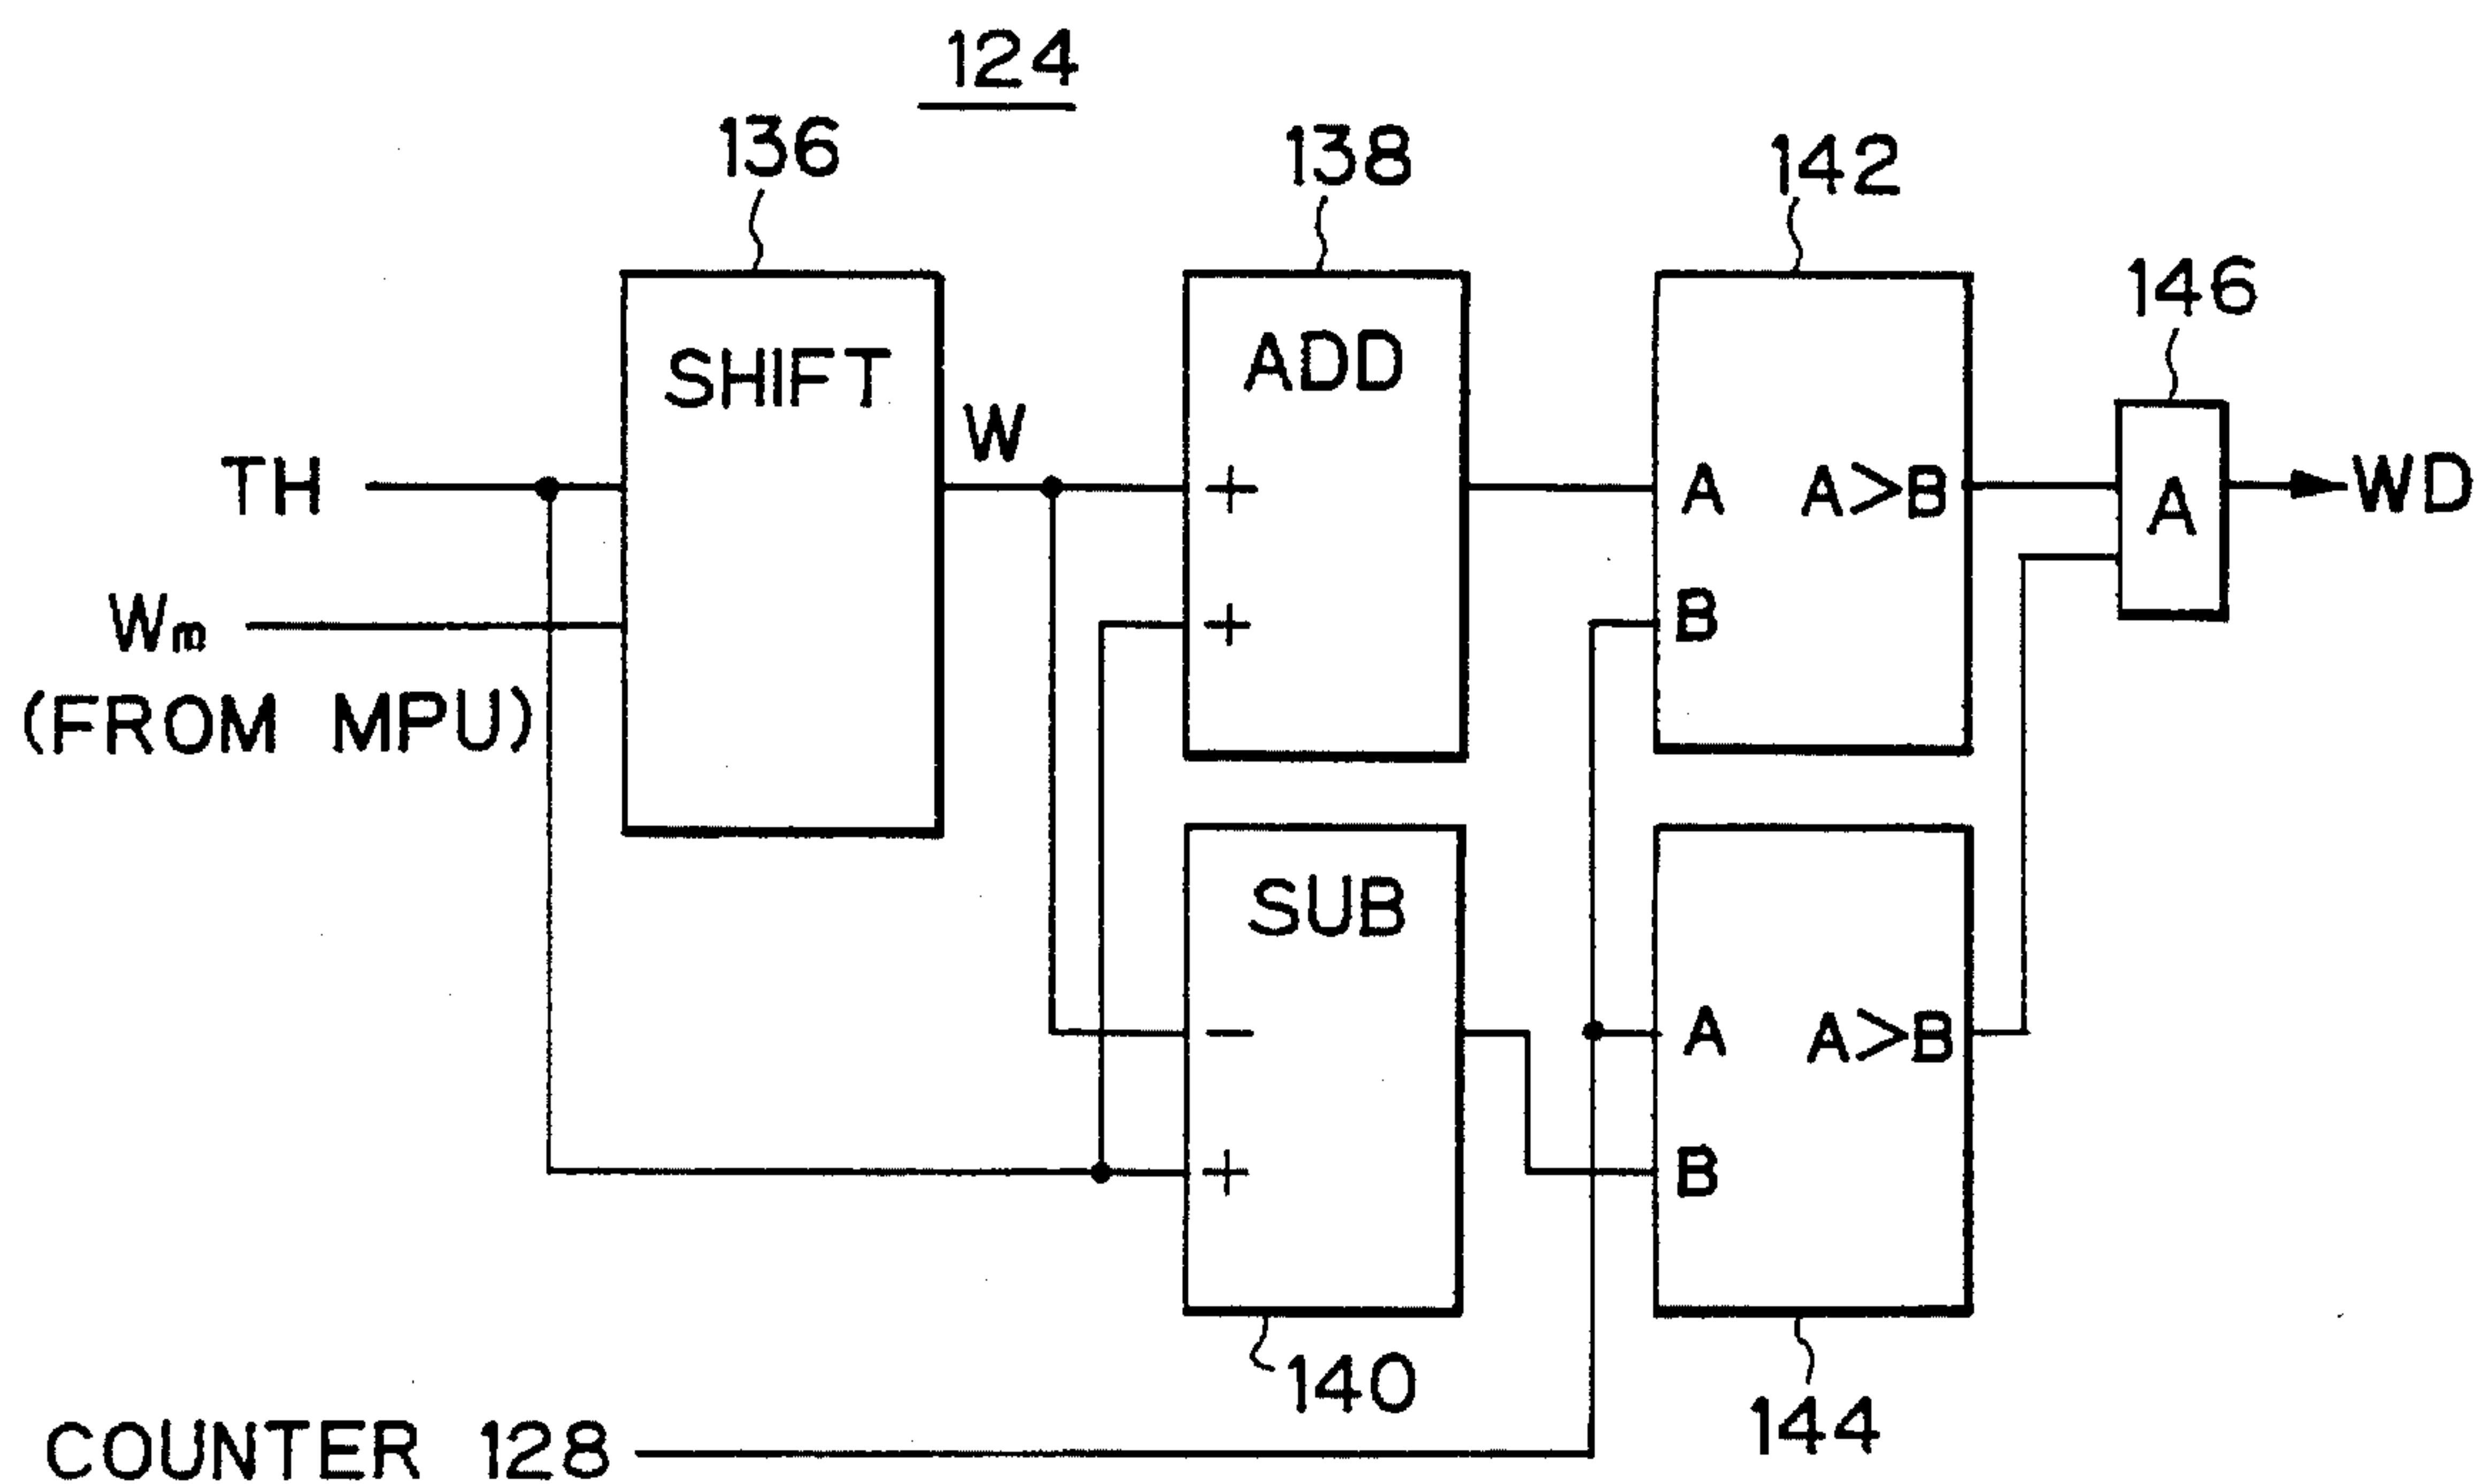 124
136
138
142
146
SHIFT
ADD
W
TH
+
A
A>B
A
WD
Wm
+
B
(FROM MPU)
SUB
−
A
A>B
+
B
140
144
COUNTER 128